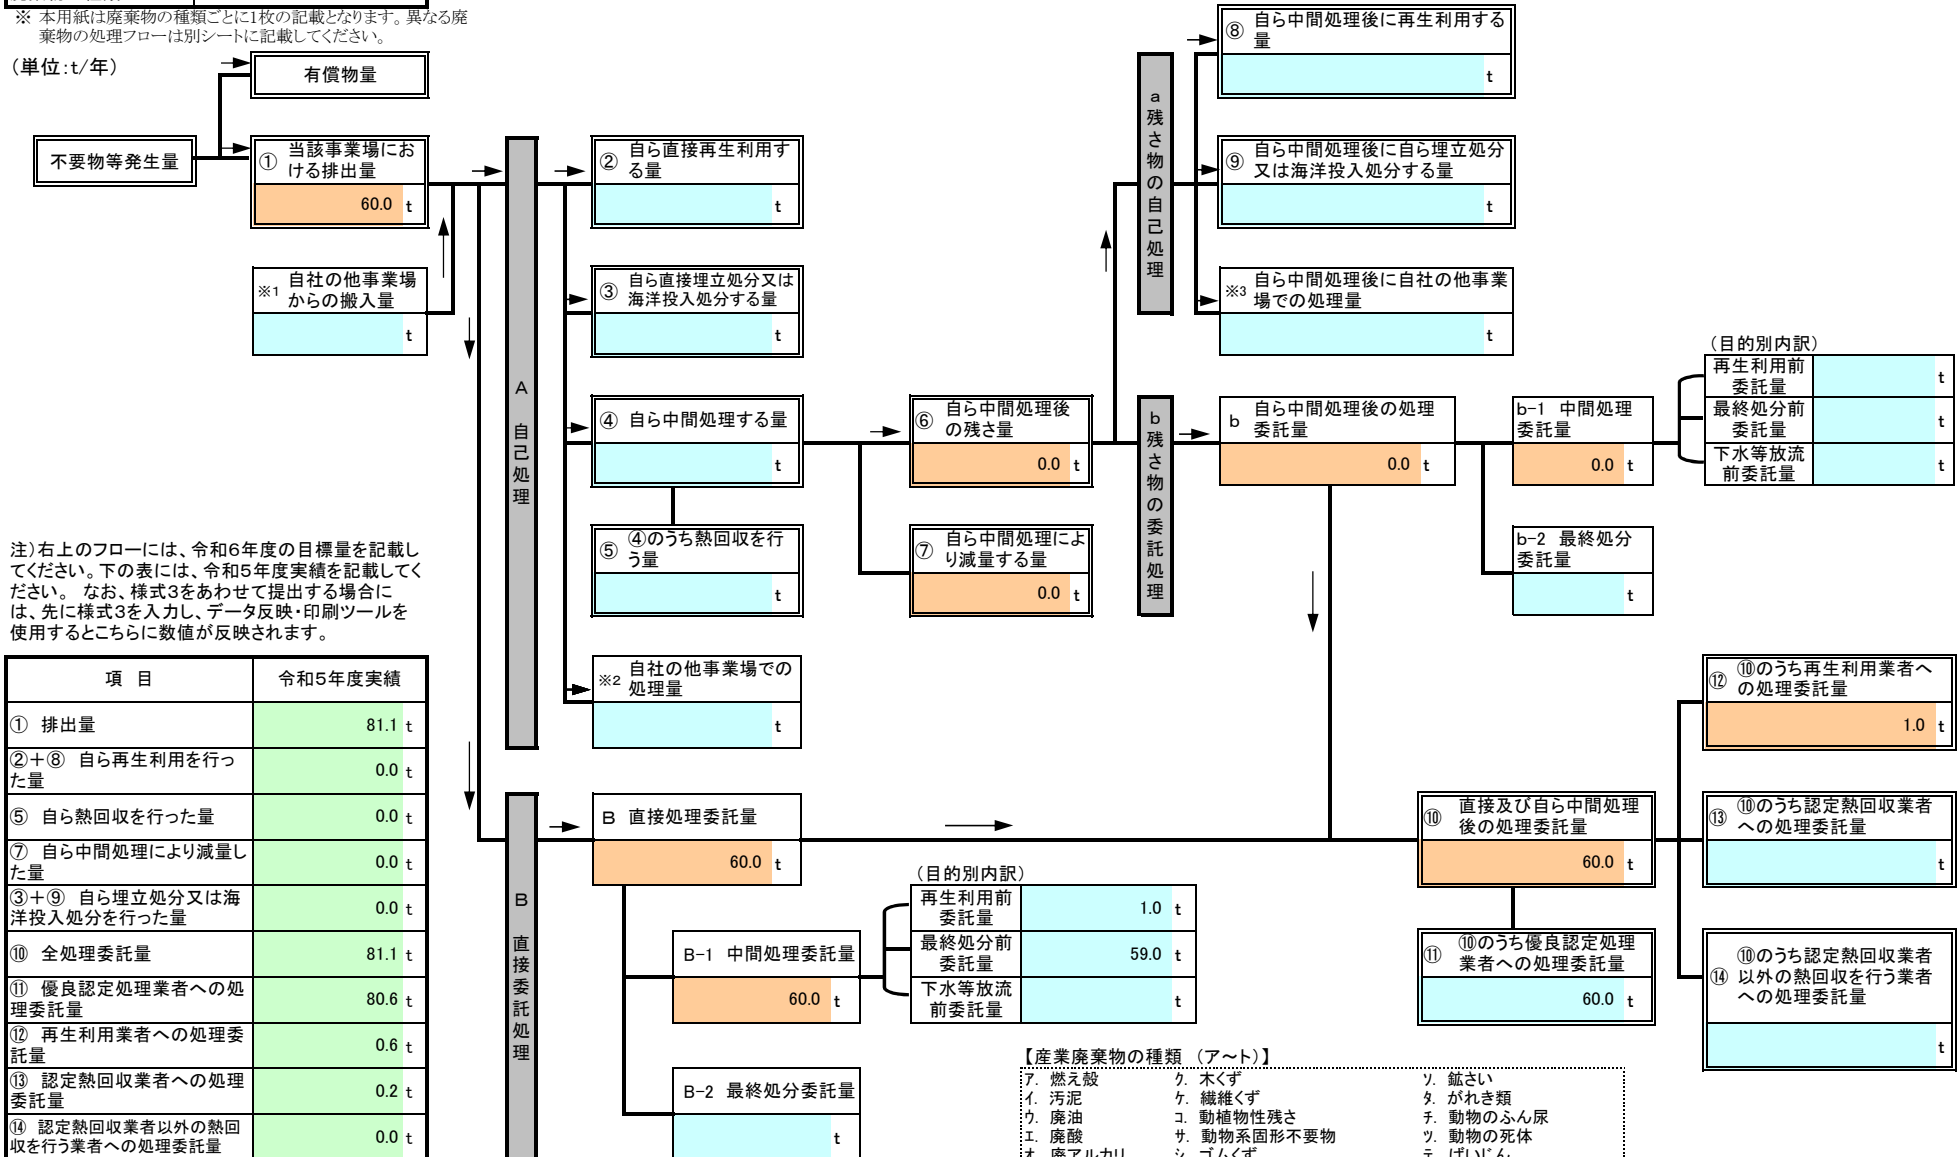 ※ 本用紙は廃棄物の種類ごとに1枚の記載となります。異なる廃
棄物の処理フローは別シートに記載してください。
(単位:t/年)
有償物量
不要物等発生量
① 当該事業場にお
ける排出量
60.0 t
※1 自社の他事業場
からの搬入量
t
A 自己処理
② 自ら直接再生利用す
る量
t
③ 自ら直接埋立処分又は
海洋投入処分する量
t
④ 自ら中間処理する量
t
⑤ ④のうち熱回収を行
う量
t
※2 自社の他事業場での
処理量
t
⑥ 自ら中間処理後
の残さ量
0.0 t
⑦ 自ら中間処理によ
り減量する量
0.0 t
a 残さ物の自己処理
⑧ 自ら中間処理後に再生利用する
量
t
⑨ 自ら中間処理後に自ら埋立処分
又は海洋投入処分する量
t
※3 自ら中間処理後に自社の他事業
場での処理量
t
b 残さ物の委託処理
b 自ら中間処理後の処理
委託量
0.0 t
b-1 中間処理
委託量
0.0 t
b-2 最終処分
委託量
t
(目的別内訳)
再生利用前
委託量
t
最終処分前
委託量
t
下水等放流
前委託量
t
注)右上のフローには、令和6年度の目標量を記載し
てください。下の表には、令和5年度実績を記載してく
ださい。 なお、様式3をあわせて提出する場合に
は、先に様式3を入力し、データ反映・印刷ツールを
使用するとこちらに数値が反映されます。
項 目 令和5年度実績
① 排出量 81.1 t
②+⑧ 自ら再生利用を行っ
た量
0.0 t
⑤ 自ら熱回収を行った量 0.0 t
⑦ 自ら中間処理により減量し
た量
0.0 t
③+⑨ 自ら埋立処分又は海
洋投入処分を行った量
0.0 t
⑩ 全処理委託量 81.1 t
⑪ 優良認定処理業者への処
理委託量
80.6 t
⑫ 再生利用業者への処理委
託量
0.6 t
⑬ 認定熱回収業者への処理
委託量
0.2 t
⑭ 認定熱回収業者以外の熱回
収を行う業者への処理委託量
0.0 t
B 直接委託処理
B 直接処理委託量
60.0 t
B-1 中間処理委託量
60.0 t
B-2 最終処分委託量
t
(目的別内訳)
再生利用前
委託量
1.0 t
最終処分前
委託量
59.0 t
下水等放流
前委託量
t
⑩ 直接及び自ら中間処理
後の処理委託量
60.0 t
⑪ ⑩のうち優良認定処理
業者への処理委託量
60.0 t
⑫ ⑩のうち再生利用業者へ
の処理委託量
1.0 t
⑬ ⑩のうち認定熱回収業者
への処理委託量
t
⑭ ⑩のうち認定熱回収業者
以外の熱回収を行う業者
への処理委託量
t
【産業廃棄物の種類 (ア~ト)】
ア. 燃え殻 ク. 木くず ソ. 鉱さい
イ. 汚泥 ケ. 繊維くず タ. がれき類
ウ. 廃油 コ. 動植物性残さ チ. 動物のふん尿
エ. 廃酸 サ. 動物系固形不要物 ツ. 動物の死体
オ. 廃アルカリ シ. ゴムくず テ. ばいじん